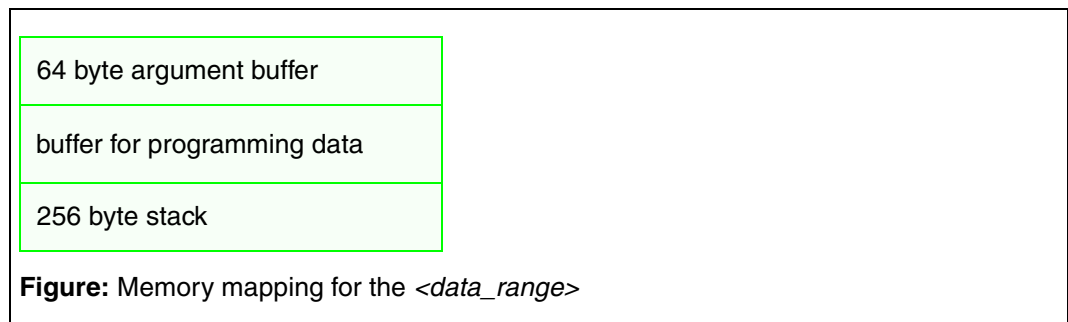 64 byte argument buffer
buffer for programming data
256 byte stack
Figure: Memory mapping for the <data_range>